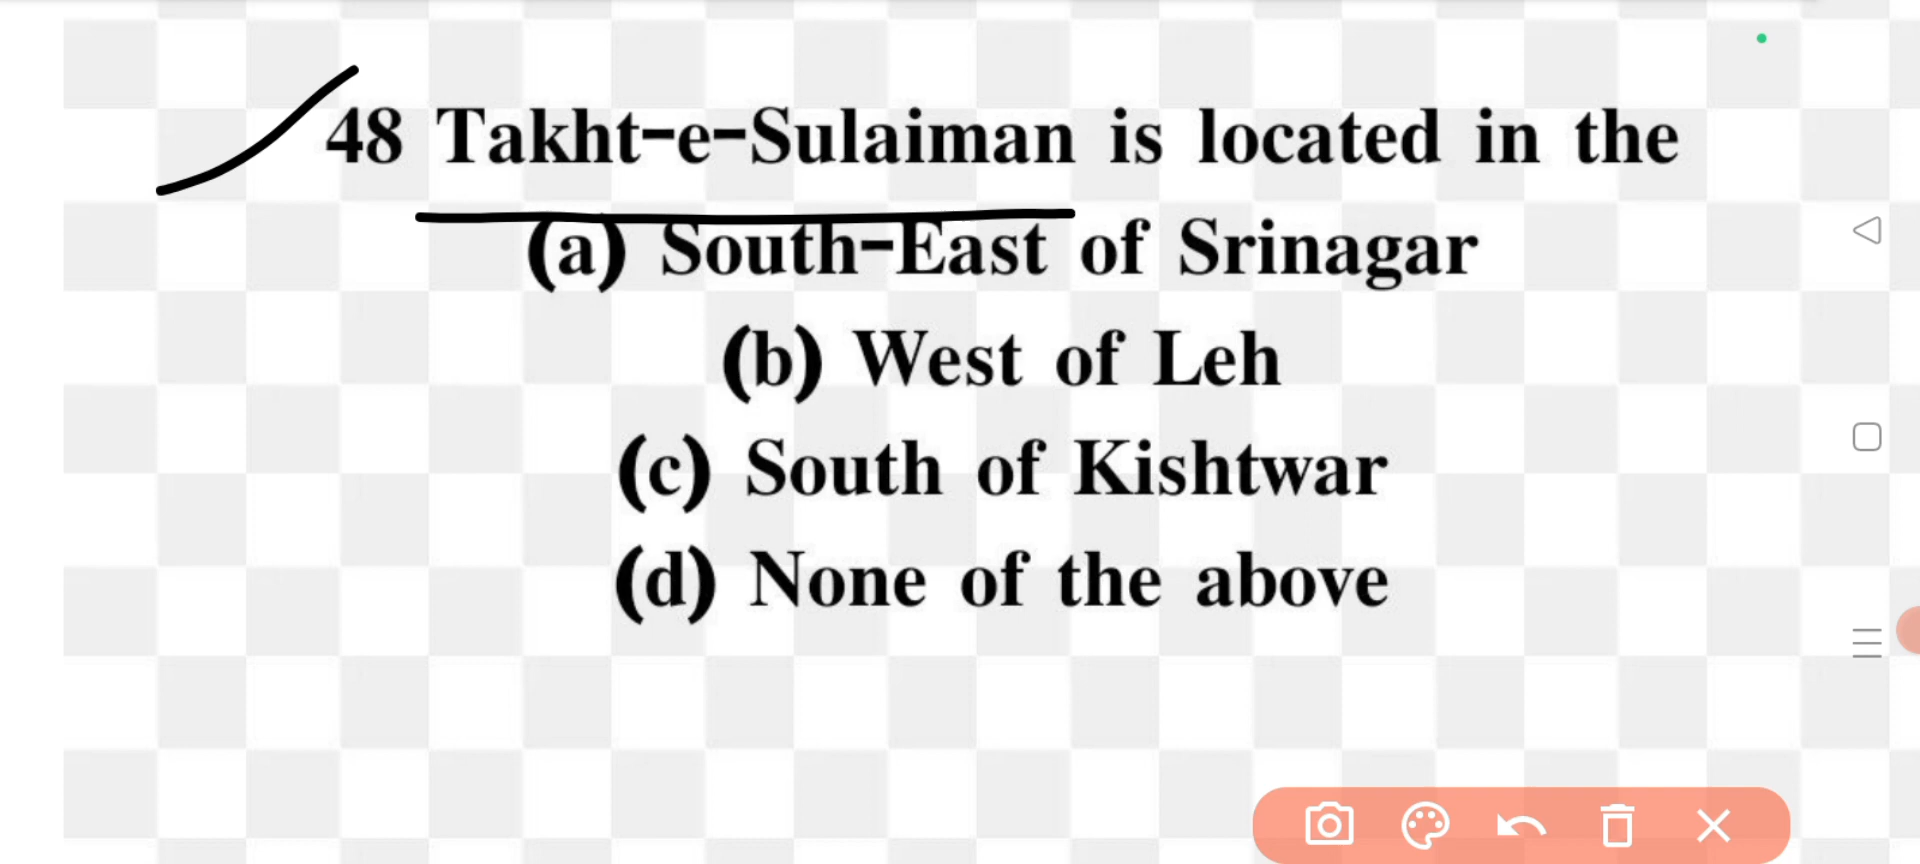 48 Takht-e-Sulaiman is located in the
(a) South-East of Srinagar
(b) West of Leh
(c) South of Kishtwar
(d) None of the above